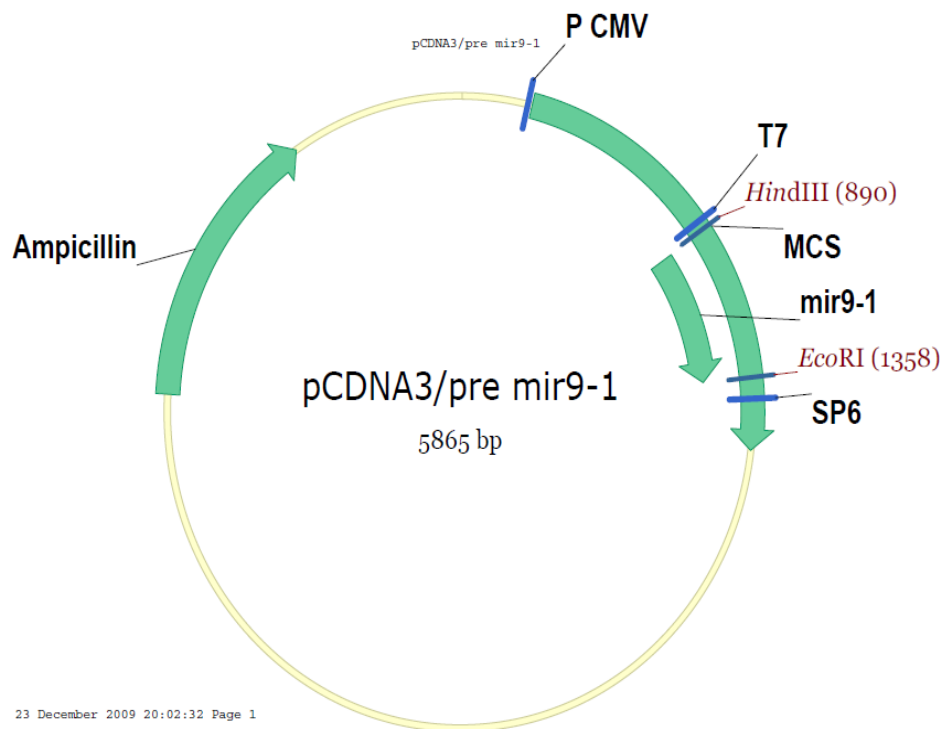 pCDNA3/pre mir9-1
P CMV
T7
HindIII (890)
MCS
Ampicillin
mir9-1
EcoRI (1358)
SP6
pCDNA3/pre mir9-1
5865 bp
23 December 2009 20:02:32 Page 1